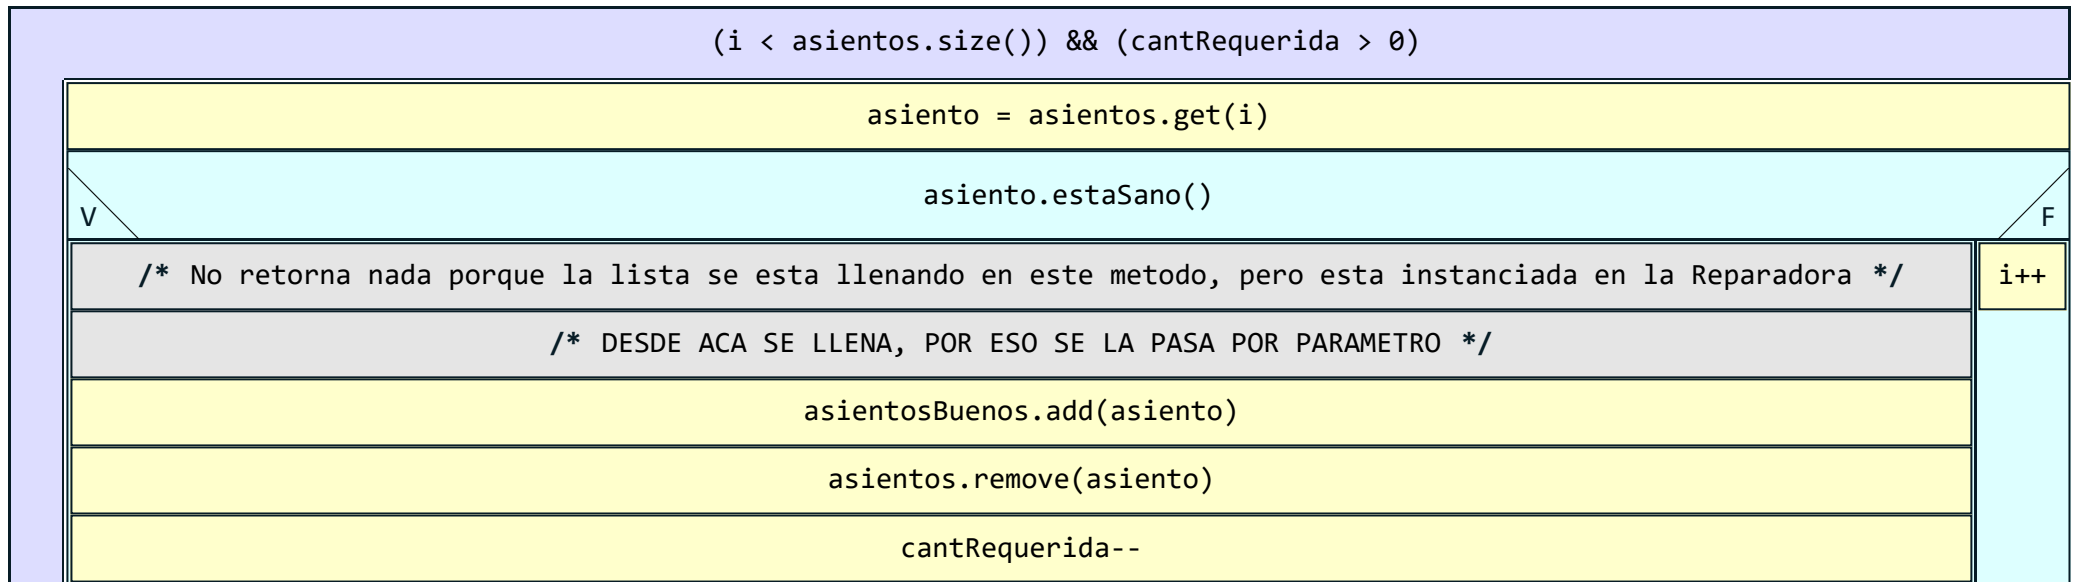 (i < asientos.size()) && (cantRequerida > 0)
asiento = asientos.get(i)
asiento.estaSano()
V
F
/* No retorna nada porque la lista se esta llenando en este metodo, pero esta instanciada en la Reparadora */
i++
/* DESDE ACA SE LLENA, POR ESO SE LA PASA POR PARAMETRO */
asientosBuenos.add(asiento)
asientos.remove(asiento)
cantRequerida--